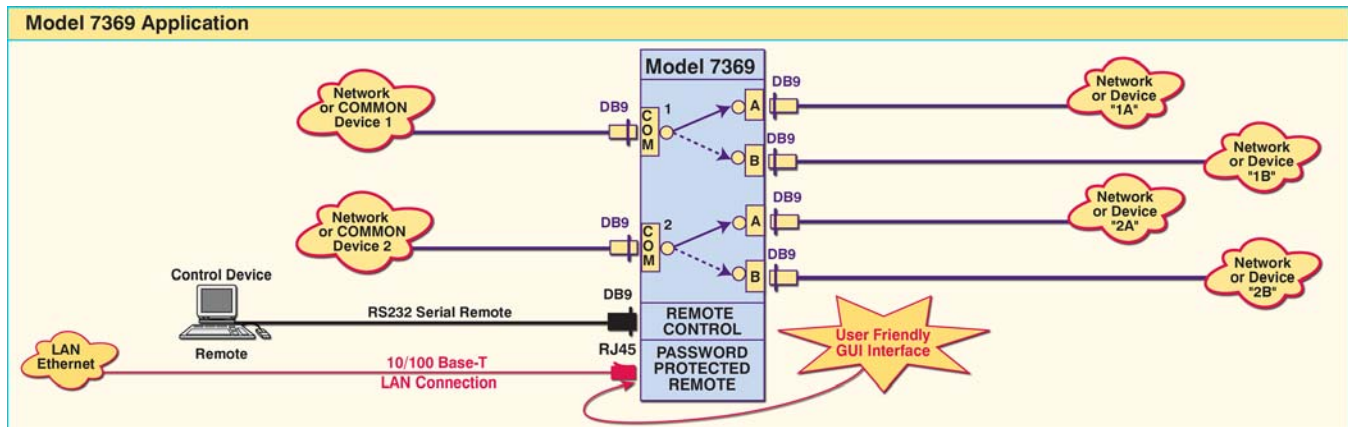 Model 7369 Application
Model 7369
Network
or COMMON
Device 1
DB9
COM
1
A
B
DB9
Network
or Device
"1A"
DB9
Network
or Device
"1B"
Network
or COMMON
Device 2
DB9
COM
2
A
B
DB9
Network
or Device
"2A"
DB9
Network
or Device
"2B"
Control Device
Remote
RS232 Serial Remote
DB9
REMOTE
CONTROL
LAN
Ethernet
10/100 Base-T
LAN Connection
RJ45
PASSWORD
PROTECTED
REMOTE
User Friendly
GUI Interface